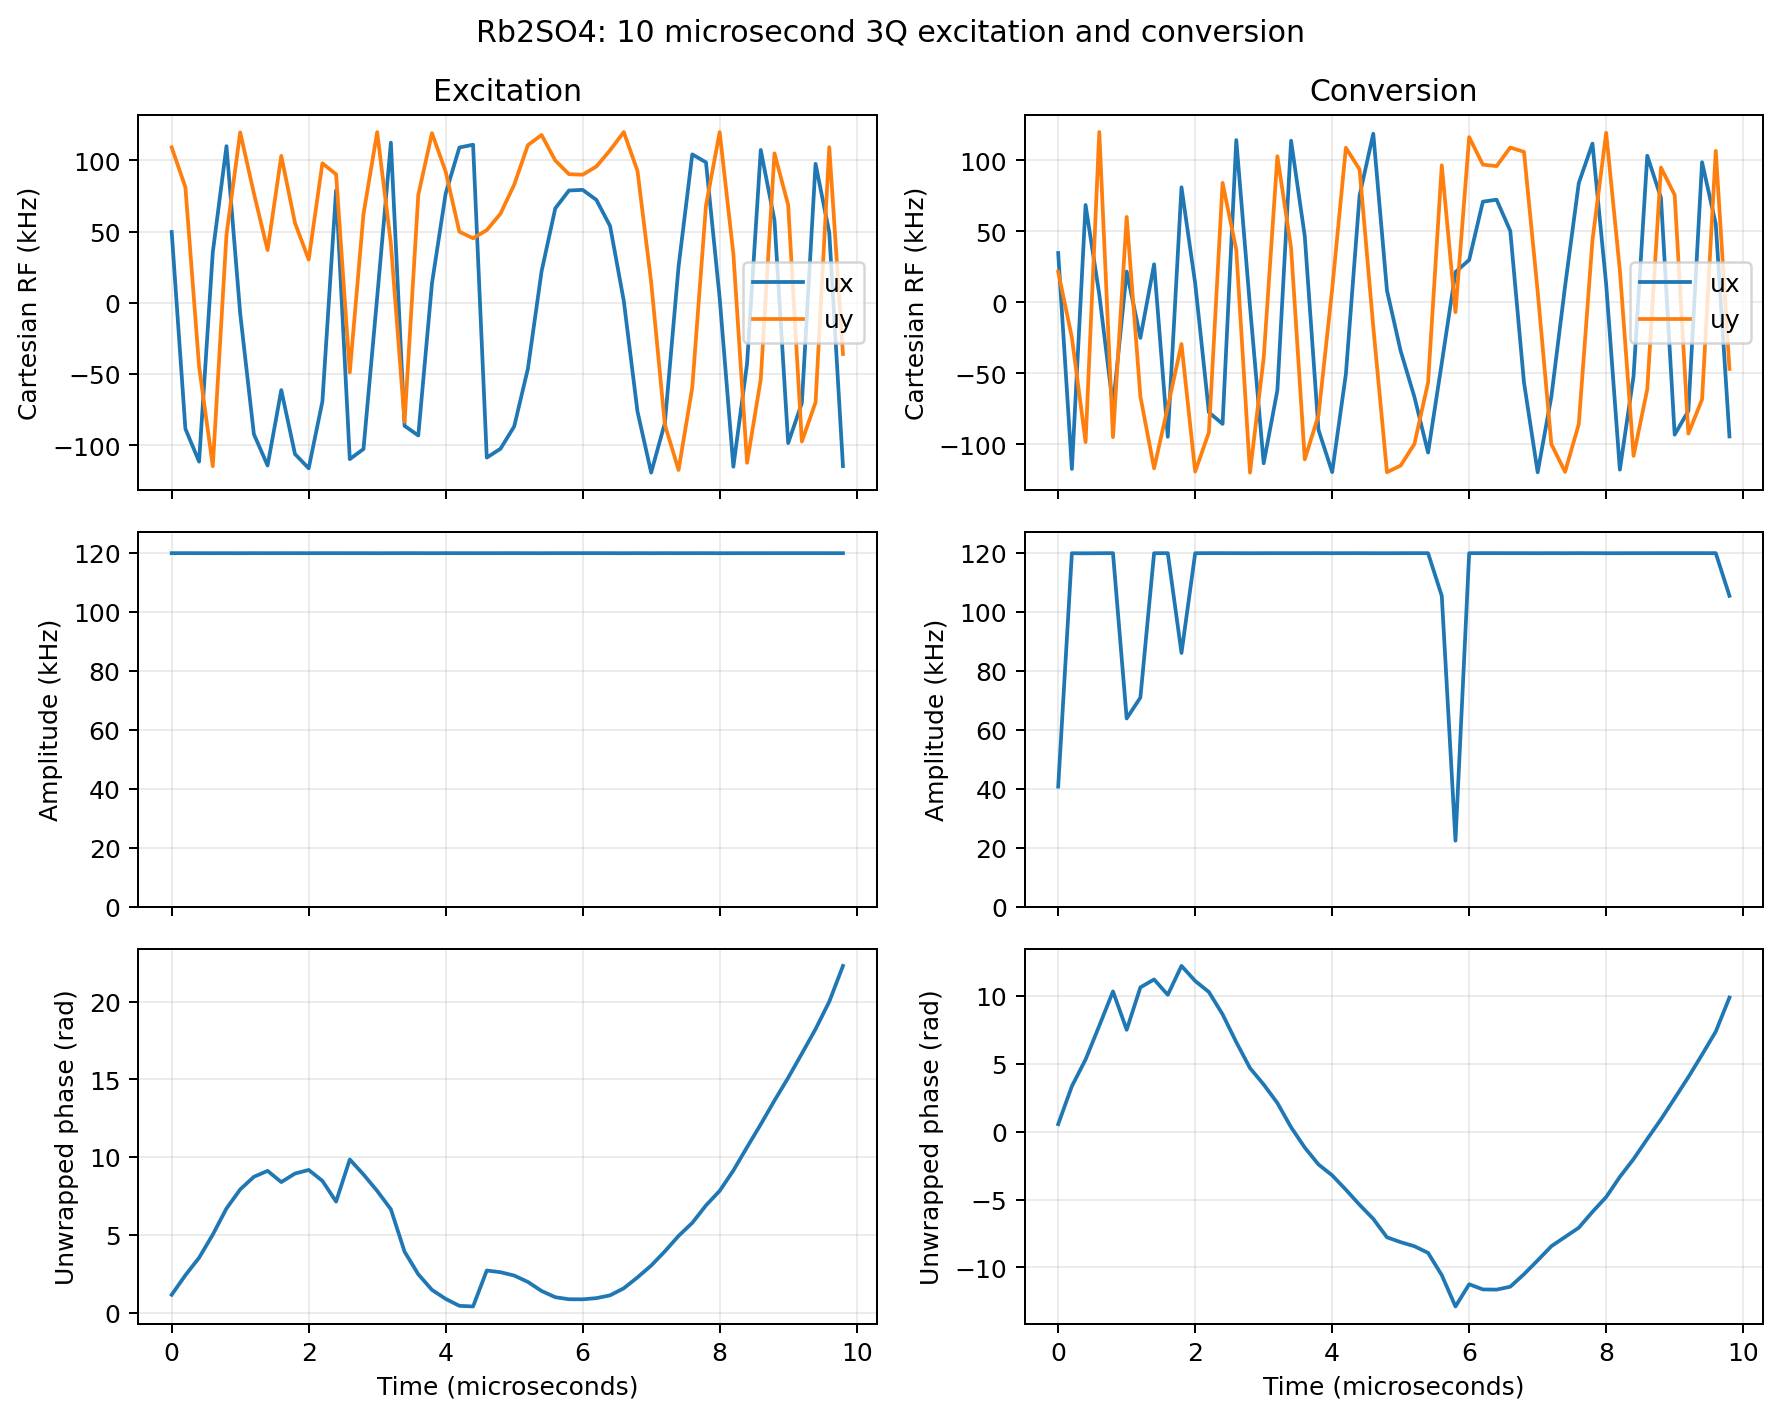 Rb2SO4: 10 microsecond 3Q excitation and conversion
Excitation
Cartesian RF (kHz)
100
50
0
−50
−100
ux
uy
Conversion
Cartesian RF (kHz)
100
50
0
−50
−100
ux
uy
Amplitude (kHz)
120
100
80
60
40
20
0
Amplitude (kHz)
120
100
80
60
40
20
0
Unwrapped phase (rad)
20
15
10
5
0
0 2 4 6 8 10
Time (microseconds)
Unwrapped phase (rad)
10
5
0
−5
−10
0 2 4 6 8 10
Time (microseconds)